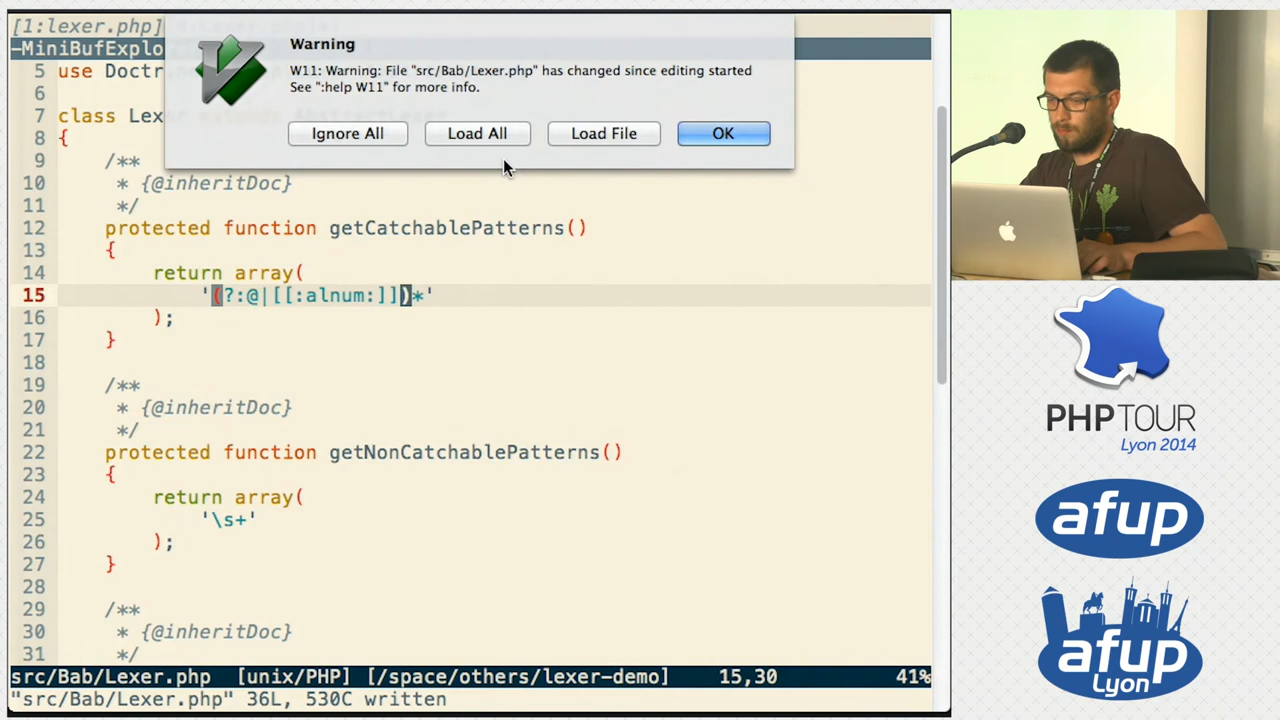 [1:lexer.php]
-MiniBufExplor
Warning
W11: Warning: File "src/Bab/Lexer.php" has changed since editing started
See ":help W11" for more info.
Ignore All
Load All
Load File
OK
5 use Doctr
6
7 class Lex
8 {
9 /**
10 * {@inheritDoc}
11 */
12 protected function getCatchablePatterns()
13 {
14 return array(
15 '(?:@|[[:alnum:]])*'
16 );
17 }
18
19 /**
20 * {@inheritDoc}
21 */
22 protected function getNonCatchablePatterns()
23 {
24 return array(
25 '\s+'
26 );
27 }
28
29 /**
30 * {@inheritDoc}
31 */
src/Bab/Lexer.php [unix/PHP] [/space/others/lexer-demo] 15,30 41%
"src/Bab/Lexer.php" 36L, 530C written
PHP TOUR
Lyon 2014
afup
afup
Lyon